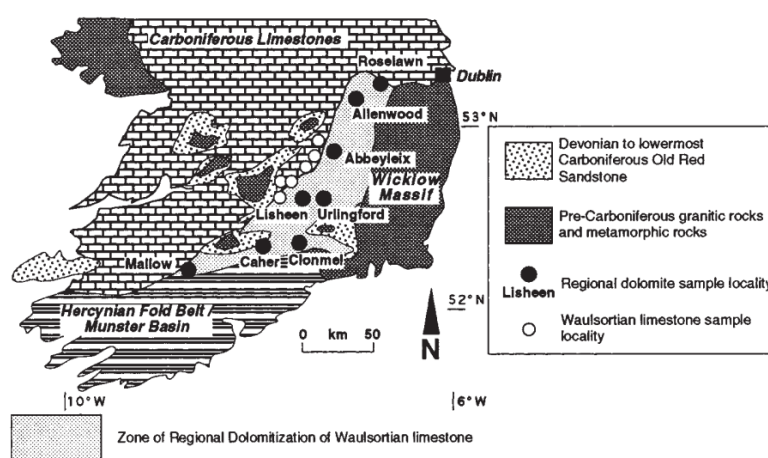 Carboniferous Limestones
Roselawn
Dublin
Allenwood
53°N
Abbeyleix
Wicklow
Massif
Lisheen
Urlingford
Mallow
Caher
Clonmel
Hercynian Fold Belt /
Munster Basin
52°N
0 km 50
N
10°W
6°W
Devonian to lowermost
Carboniferous Old Red
Sandstone
Pre-Carboniferous granitic rocks
and metamorphic rocks
Regional dolomite sample locality
Lisheen
Waulsortian limestone sample
locality
Zone of Regional Dolomitization of Waulsortian limestone